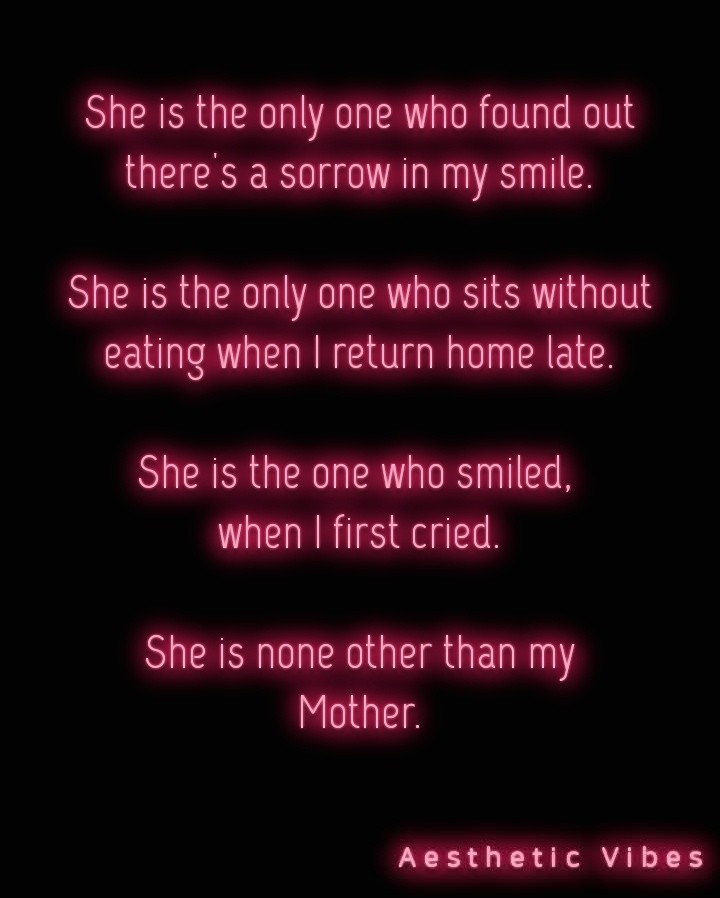 She is the only one who found out
there's a sorrow in my smile.
She is the only one who sits without
eating when I return home late.
She is the one who smiled,
when I first cried.
She is none other than my
Mother.
Aesthetic Vibes